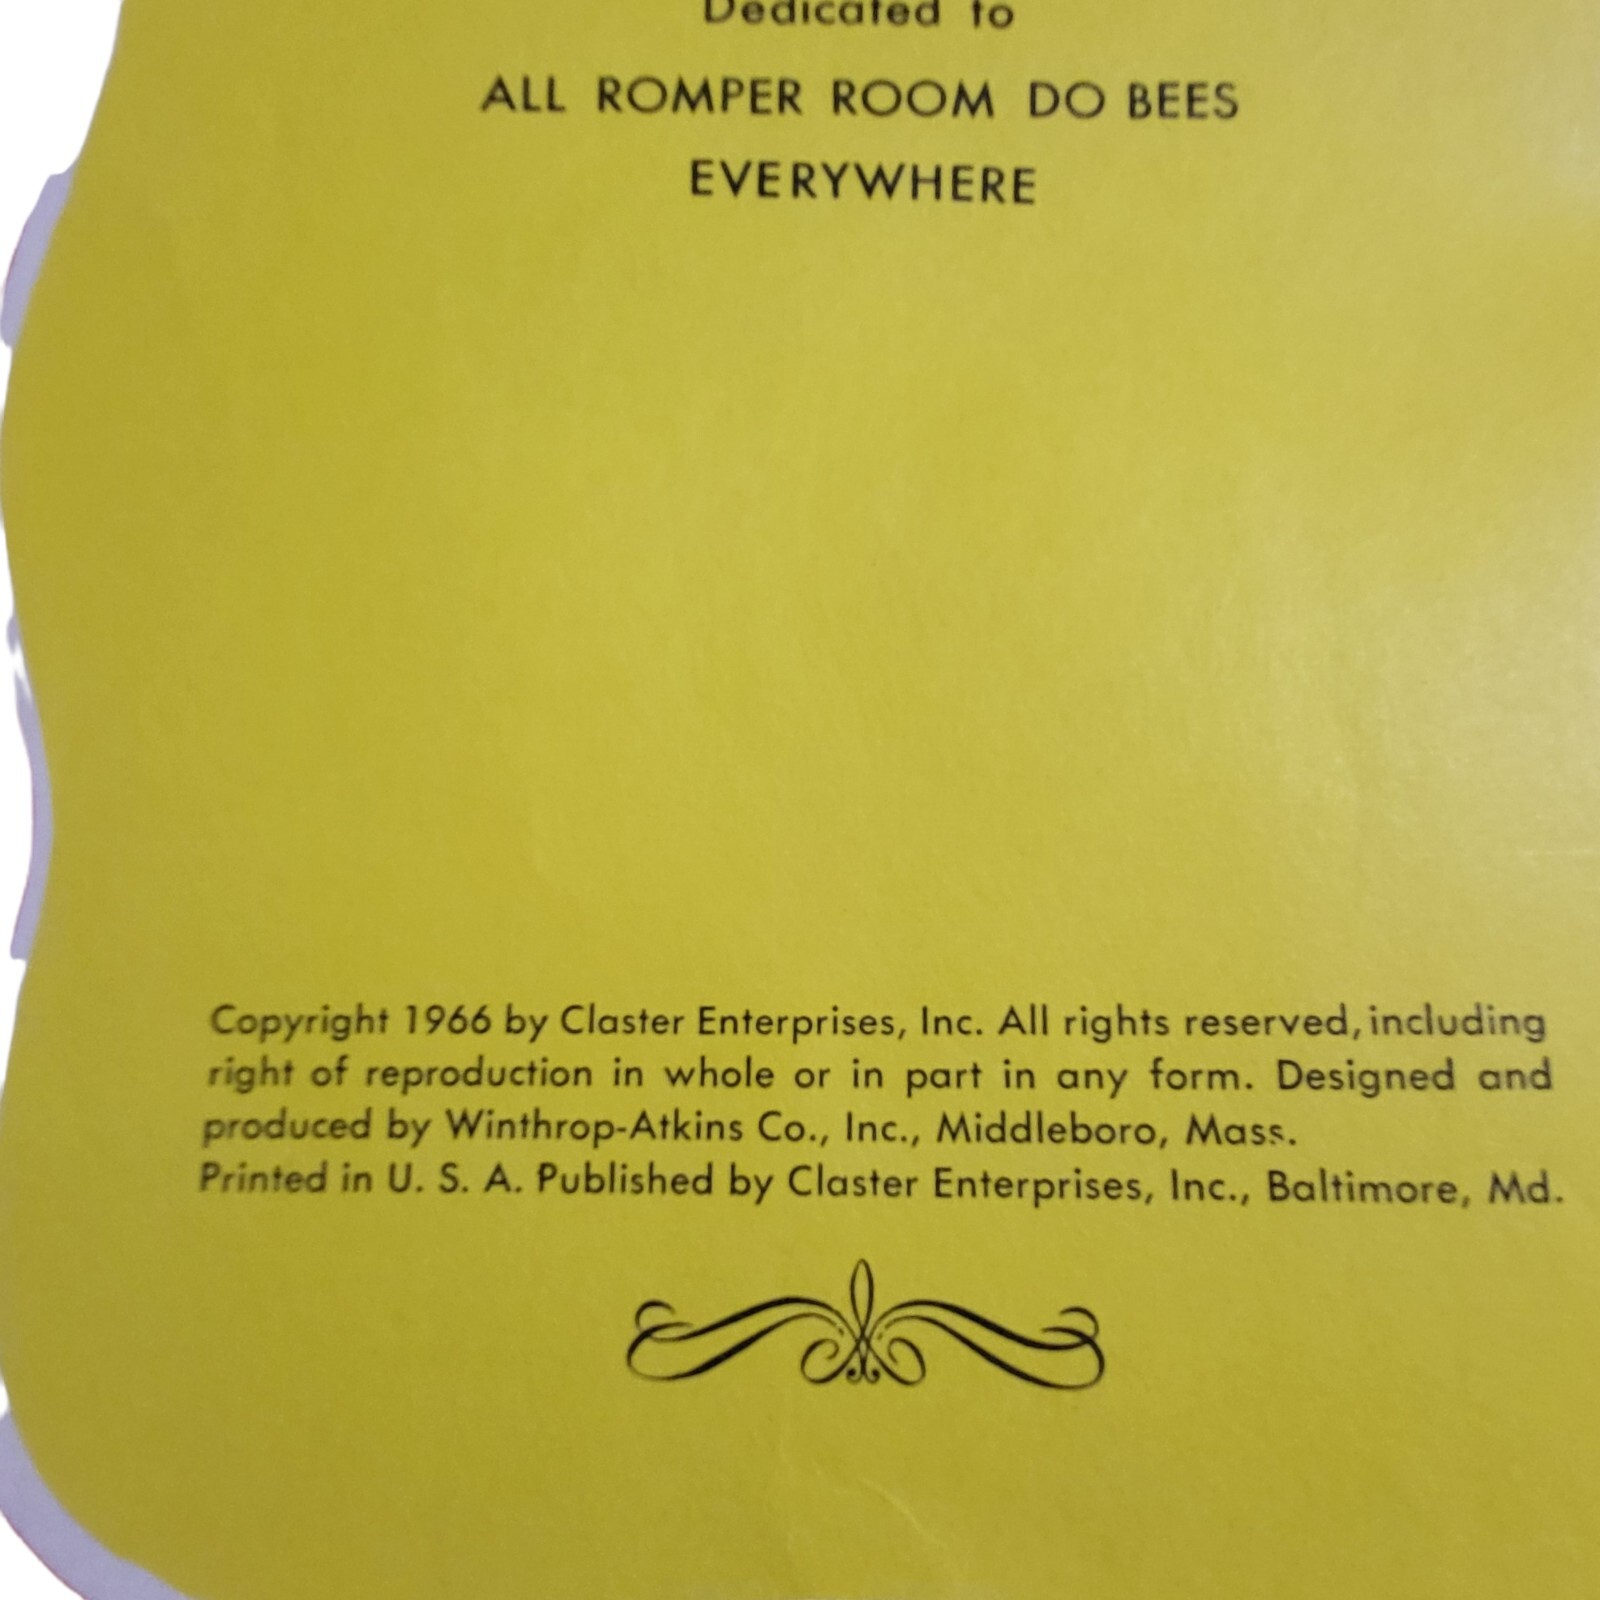 Dedicated to
ALL ROMPER ROOM DO BEES
EVERYWHERE
Copyright 1966 by Claster Enterprises, Inc. All rights reserved, including
right of reproduction in whole or in part in any form. Designed and
produced by Winthrop-Atkins Co., Inc., Middleboro, Mass.
Printed in U. S. A. Published by Claster Enterprises, Inc., Baltimore, Md.